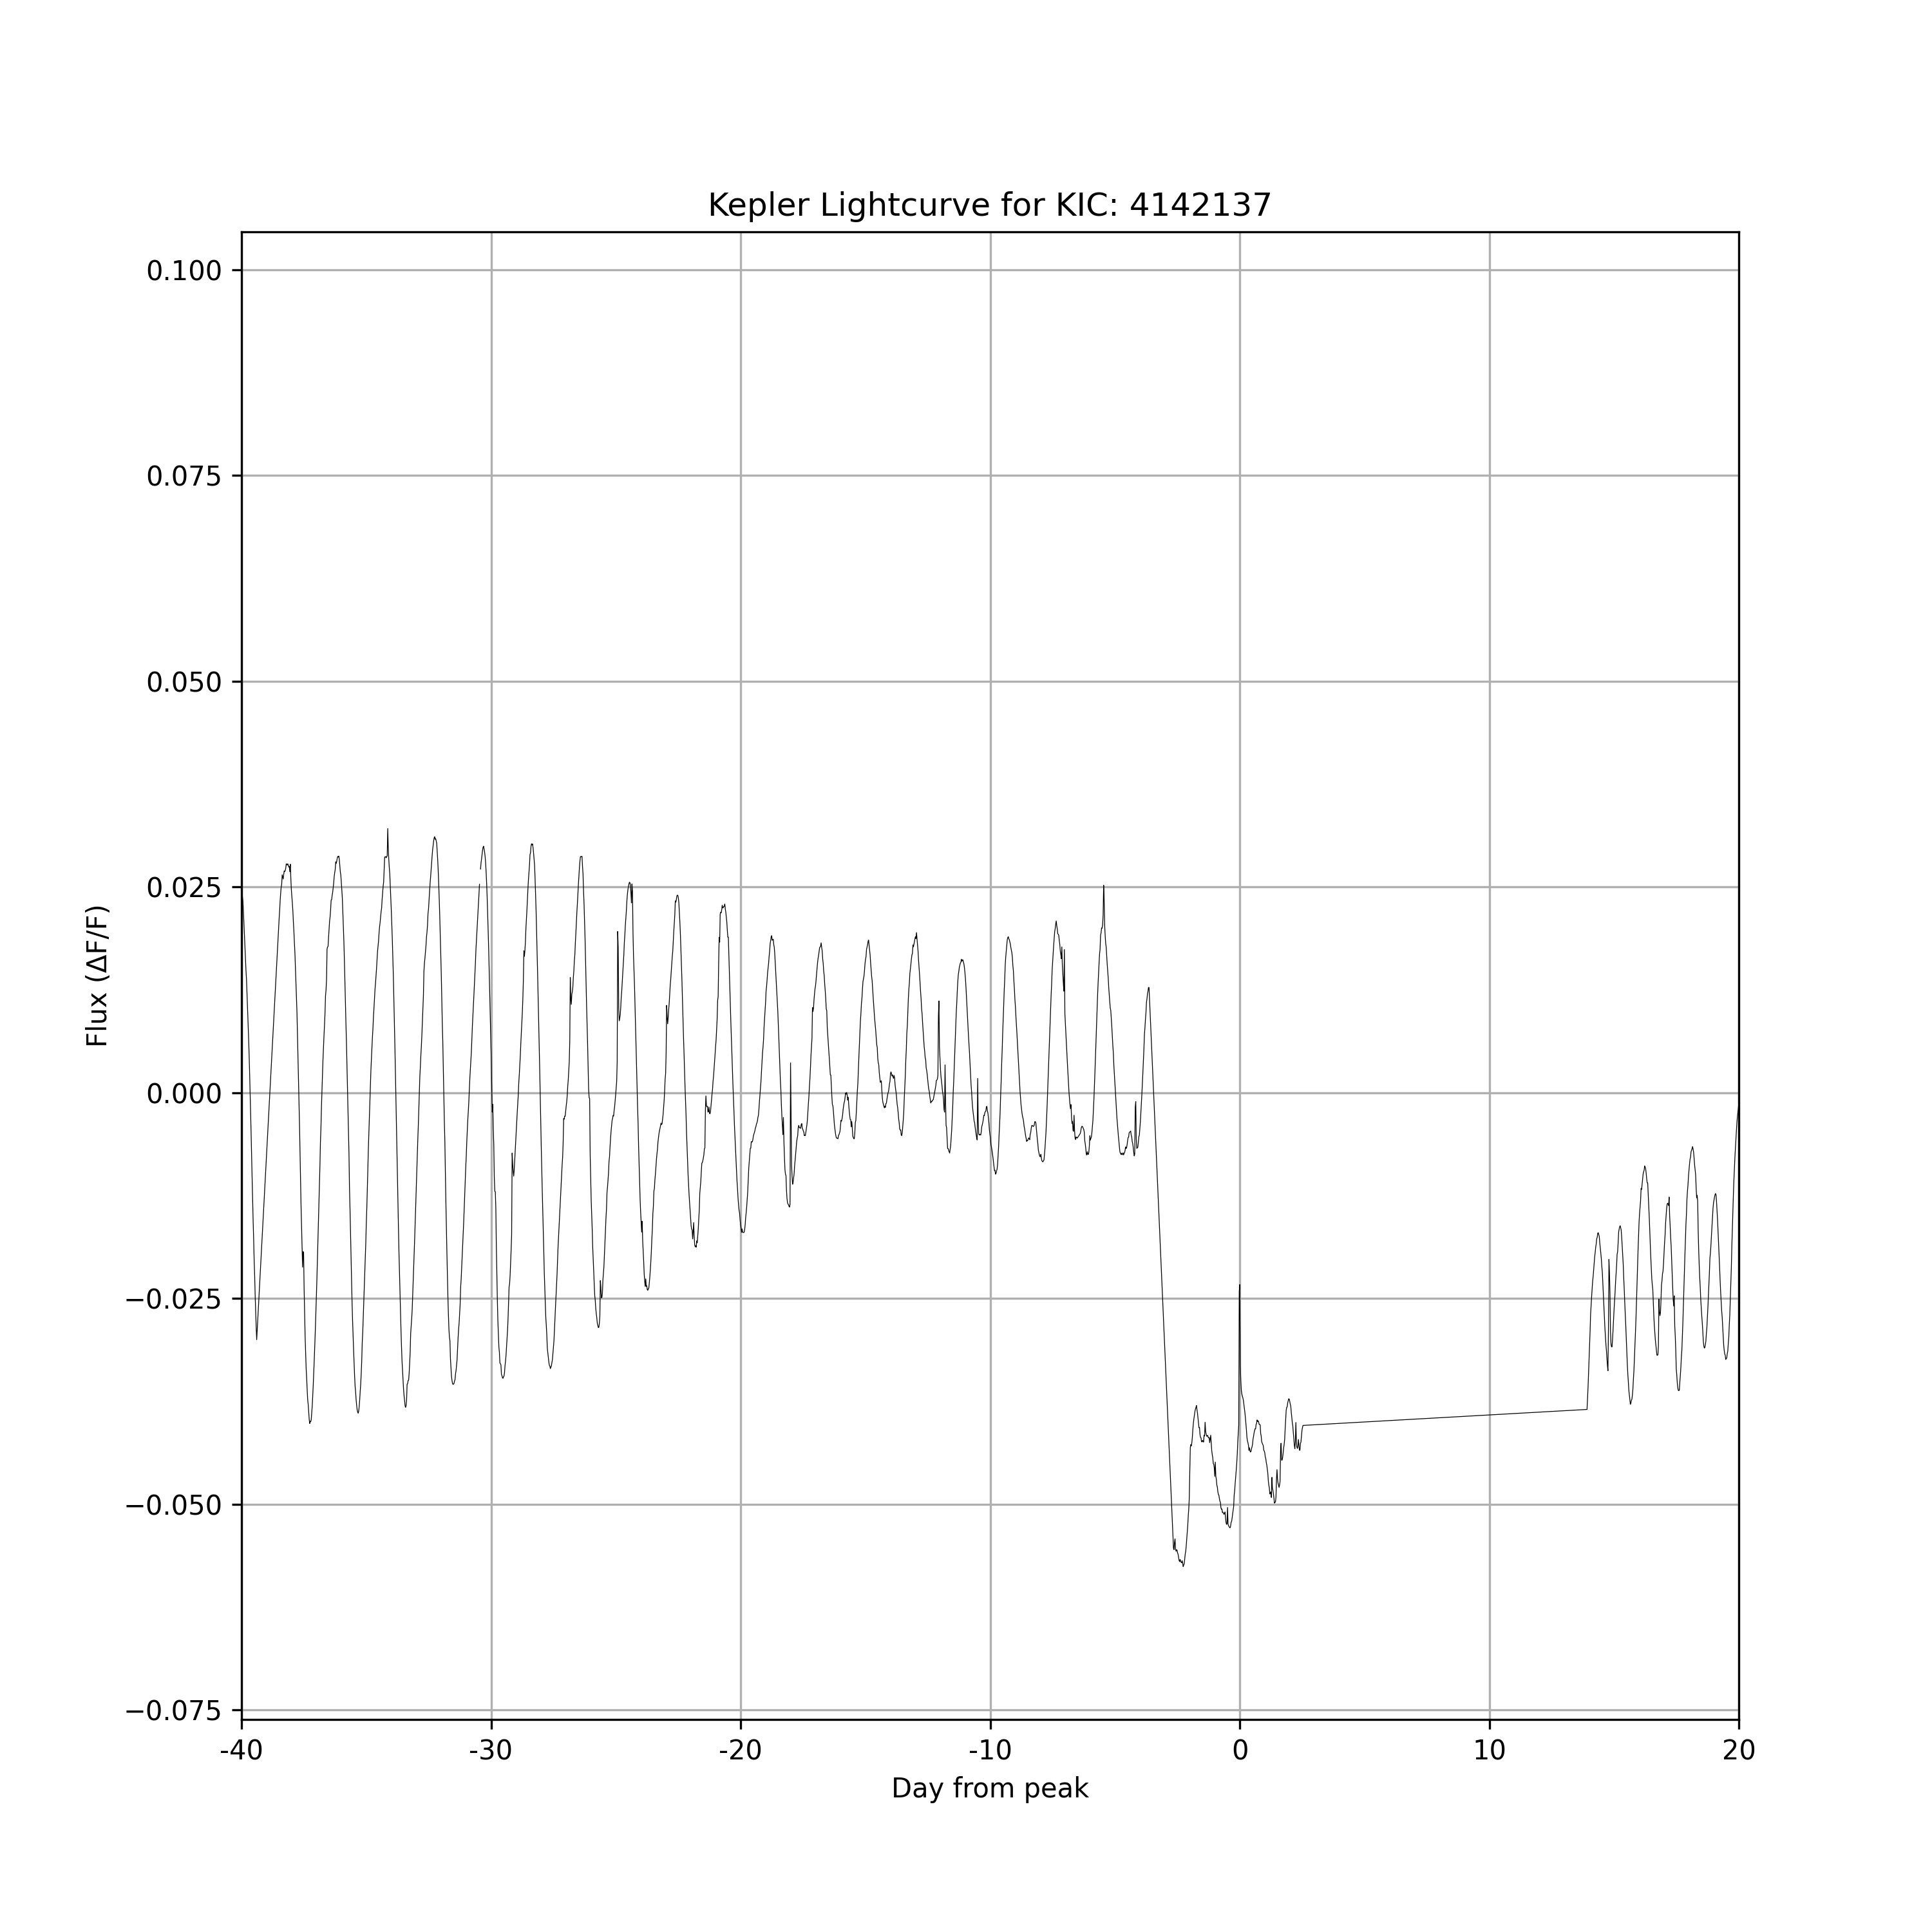 Kepler Lightcurve for KIC: 4142137
Flux (ΔF/F)
0.100
0.075
0.050
0.025
0.000
−0.025
−0.050
−0.075
-40 -30 -20 -10 0 10 20
Day from peak